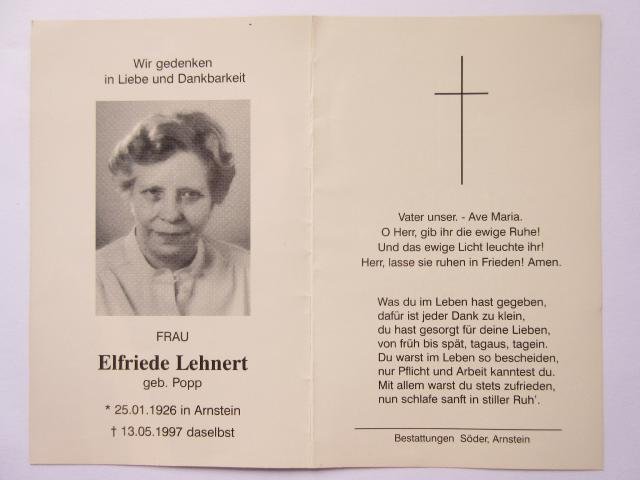 Wir gedenken
in Liebe und Dankbarkeit
FRAU
Elfriede Lehnert
geb. Popp
* 25.01.1926 in Arnstein
† 13.05.1997 daselbst
Vater unser. - Ave Maria.
O Herr, gib ihr die ewige Ruhe!
Und das ewige Licht leuchte ihr!
Herr, lasse sie ruhen in Frieden! Amen.
Was du im Leben hast gegeben,
dafür ist jeder Dank zu klein,
du hast gesorgt für deine Lieben,
von früh bis spät, tagaus, tagein.
Du warst im Leben so bescheiden,
nur Pflicht und Arbeit kanntest du.
Mit allem warst du stets zufrieden,
nun schlafe sanft in stiller Ruh'.
Bestattungen Söder, Arnstein